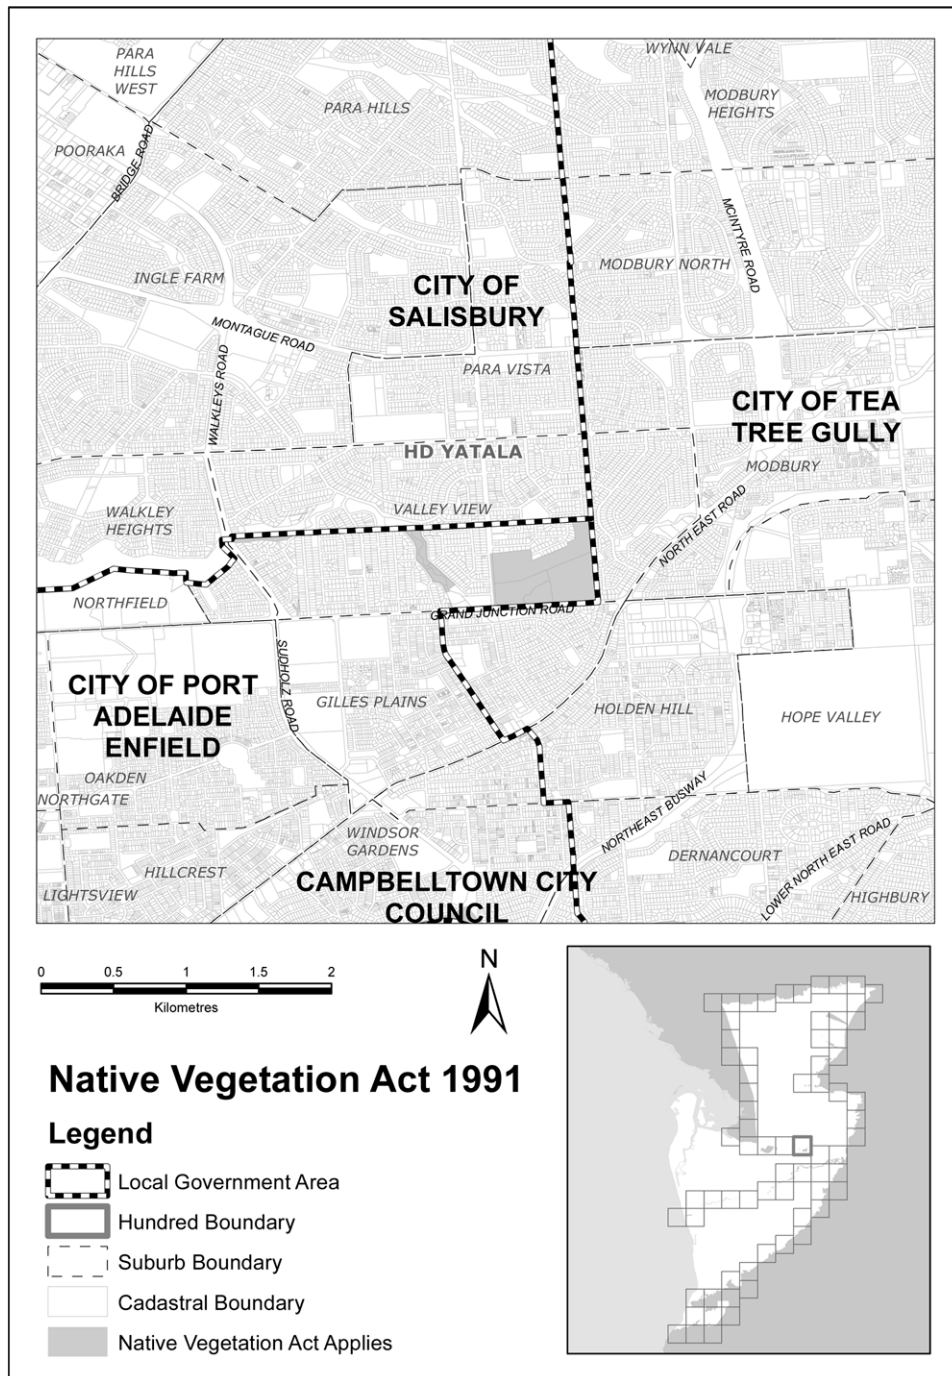 WYNN VALE
PARA
HILLS
WEST
PARA HILLS
MODBURY
HEIGHTS
POORAKA
BRIDGE ROAD
MCINTYRE ROAD
INGLE FARM
CITY OF
SALISBURY
MODBURY NORTH
MONTAGUE ROAD
WALKLEYS ROAD
PARA VISTA
CITY OF TEA
TREE GULLY
HD YATALA
MODBURY
VALLEY VIEW
NORTH EAST ROAD
WALKLEY
HEIGHTS
NORTHFIELD
GRAND JUNCTION ROAD
SUDHOLZ ROAD
CITY OF PORT
ADELAIDE
ENFIELD
GILLES PLAINS
HOLDEN HILL
HOPE VALLEY
OAKDEN
NORTHGATE
NORTHEAST BUSWAY
WINDSOR
GARDENS
DERNANCOURT
LOWER NORTH EAST ROAD
HILLCREST
LIGHTSVIEW
CAMPBELLTOWN CITY
COUNCIL
HIGHBURY
0 0.5 1 1.5 2
Kilometres
N
Native Vegetation Act 1991
Legend
Local Government Area
Hundred Boundary
Suburb Boundary
Cadastral Boundary
Native Vegetation Act Applies